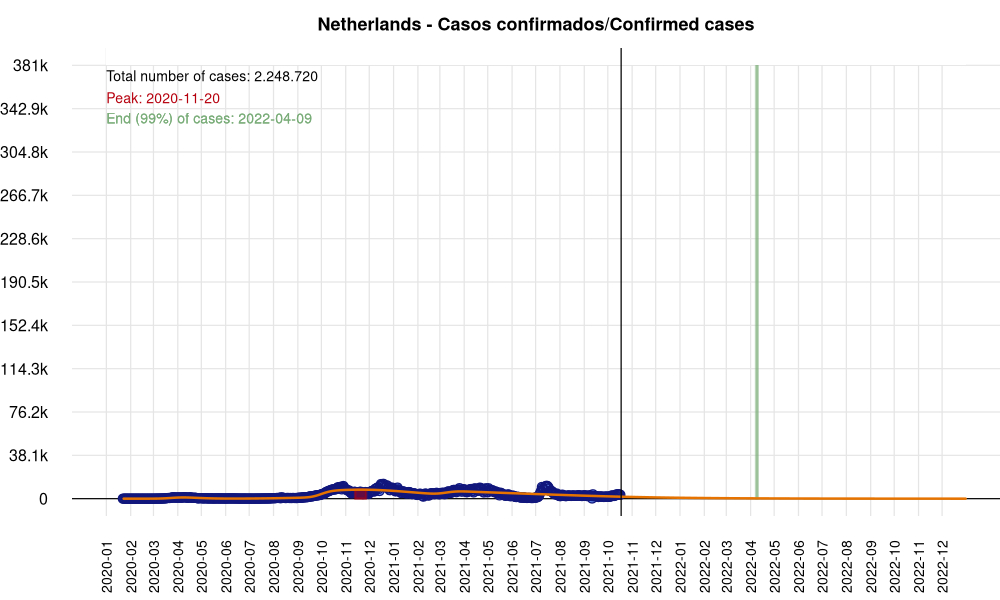 Netherlands - Casos confirmados/Confirmed cases
381k
Total number of cases: 2.248.720
Peak: 2020-11-20
342.9k
End (99%) of cases: 2022-04-09
304.8k
266.7k
228.6k
190.5k
152.4k
114.3k
76.2k
38.1k
0
2020-01
2020-02
2020-03
2020-04
2020-05
2020-06
2020-07
2020-08
2020-09
2020-10
2020-11
2020-12
2021-01
2021-02
2021-03
2021-04
2021-05
2021-06
2021-07
2021-08
2021-09
2021-10
2021-11
2021-12
2022-01
2022-02
2022-03
2022-04
2022-05
2022-06
2022-07
2022-08
2022-09
2022-10
2022-11
2022-12